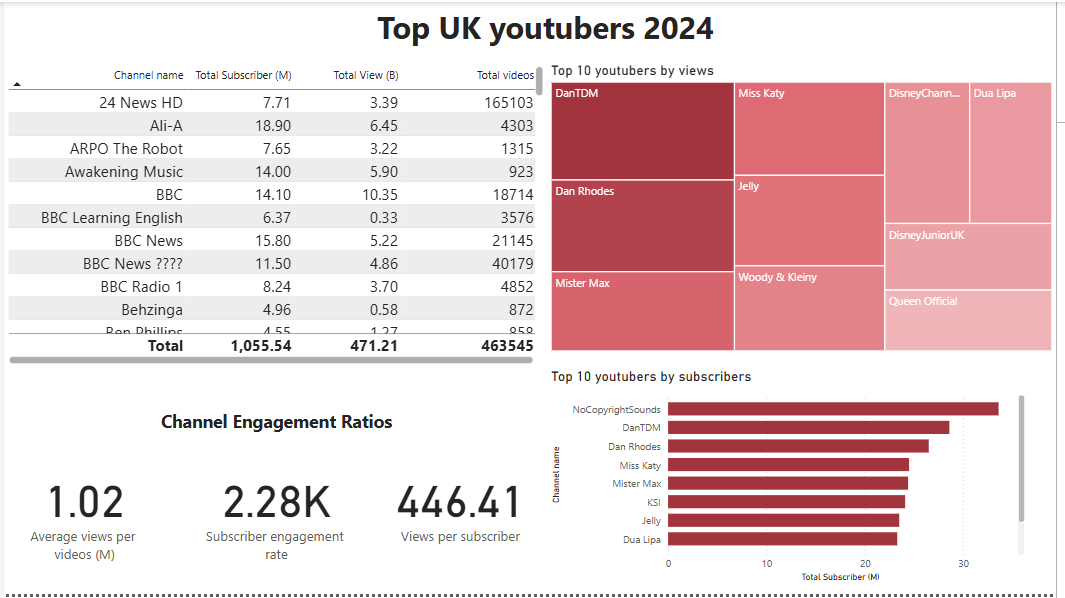 Top UK youtubers 2024
Channel name Total Subscriber (M) Total View (B) Total videos
24 News HD 7.71 3.39 165103
Ali-A 18.90 6.45 4303
ARPO The Robot 7.65 3.22 1315
Awakening Music 14.00 5.90 923
BBC 14.10 10.35 18714
BBC Learning English 6.37 0.33 3576
BBC News 15.80 5.22 21145
BBC News ???? 11.50 4.86 40179
BBC Radio 1 8.24 3.70 4852
Behzinga 4.96 0.58 872
Ben Phillips 4.55 1.27 858
Total 1,055.54 471.21 463545
Channel Engagement Ratios
1.02
Average views per
videos (M)
2.28K
Subscriber engagement
rate
446.41
Views per subscriber
Top 10 youtubers by views
DanTDM
Dan Rhodes
Mister Max
Miss Katy
Jelly
Woody & Kleiny
DisneyChann...
Dua Lipa
DisneyJuniorUK
Queen Official
Top 10 youtubers by subscribers
Channel name
NoCopyrightSounds
DanTDM
Dan Rhodes
Miss Katy
Mister Max
KSI
Jelly
Dua Lipa
0 10 20 30
Total Subscriber (M)